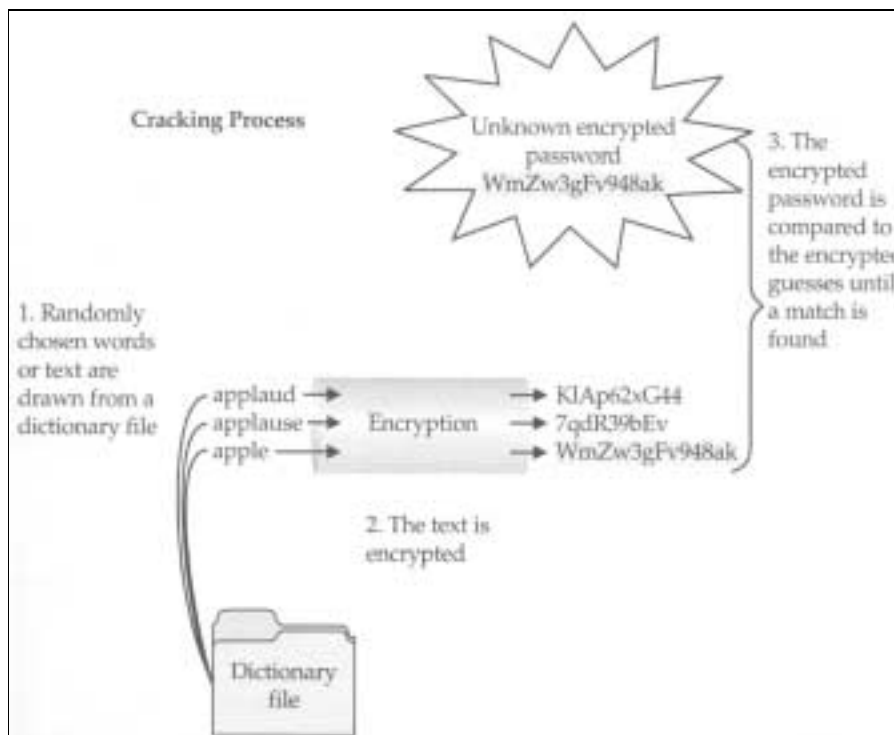 Cracking Process
Unknown encrypted
password
WmZw3gFv948ak
3. The
encrypted
password is
compared to
the encrypted
guesses until
a match is
found
1. Randomly
chosen words
or text are
drawn from a
dictionary file
applaud
applause
apple
Encryption
KIAp62xG44
7qdR39bEv
WmZw3gFv948ak
2. The text is
encrypted
Dictionary
file